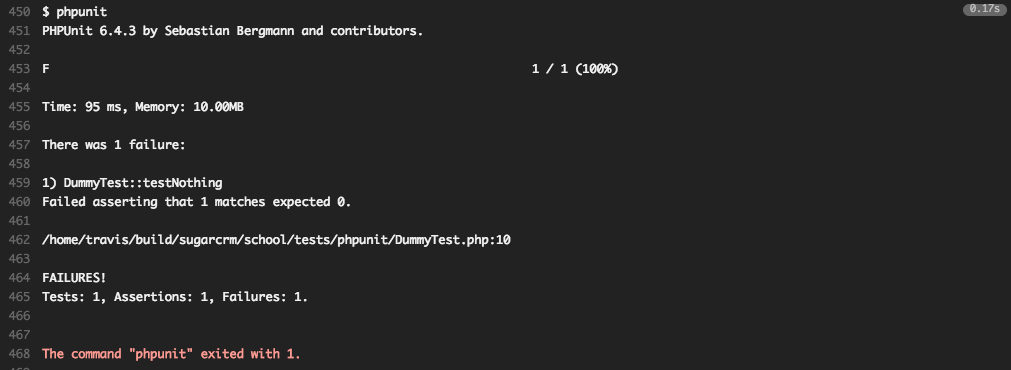 450 $ phpunit 0.17s
451 PHPUnit 6.4.3 by Sebastian Bergmann and contributors.
452
453 F 1 / 1 (100%)
454
455 Time: 95 ms, Memory: 10.00MB
456
457 There was 1 failure:
458
459 1) DummyTest::testNothing
460 Failed asserting that 1 matches expected 0.
461
462 /home/travis/build/sugarcrm/school/tests/phpunit/DummyTest.php:10
463
464 FAILURES!
465 Tests: 1, Assertions: 1, Failures: 1.
466
467
468 The command "phpunit" exited with 1.